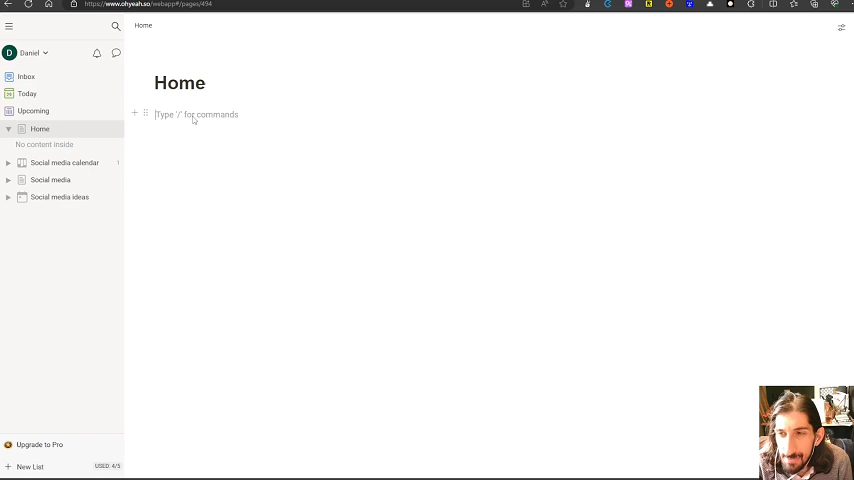 https://www.ohyeah.so/webapp#/pages/494
Home
D Daniel
Inbox
Today
Upcoming
Home
No content inside
Social media calendar 1
Social media
Social media ideas
Upgrade to Pro
New List USED: 4/5
Home
Type '/' for commands